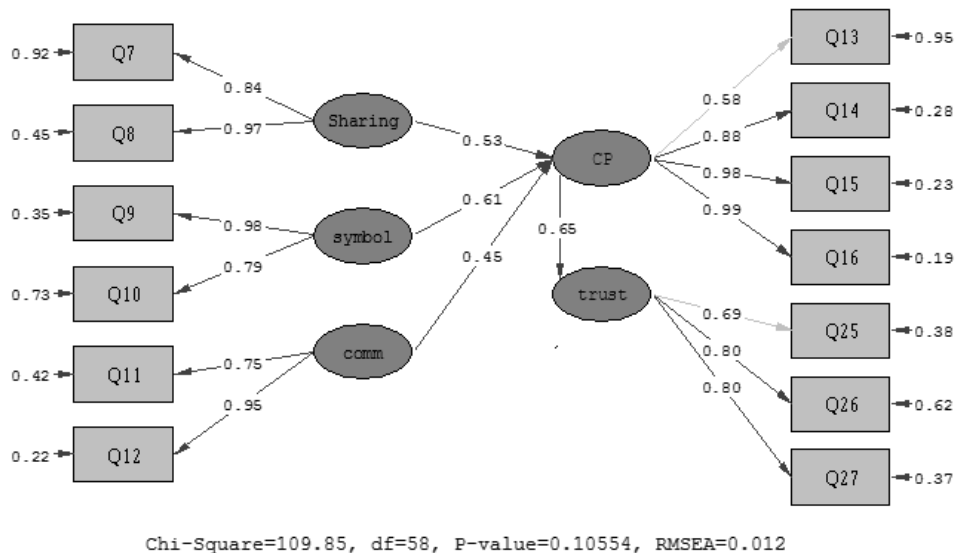 0.92
Q7
0.84
0.45
Q8
0.97
Sharing
0.53
0.35
Q9
0.98
symbol
0.61
0.73
Q10
0.79
0.42
Q11
0.75
comm
0.45
0.22
Q12
0.95
CP
0.65
trust
0.58
Q13
0.95
0.88
Q14
0.28
0.98
Q15
0.23
0.99
Q16
0.19
0.69
Q25
0.38
0.80
Q26
0.62
0.80
Q27
0.37
Chi-Square=109.85, df=58, P-value=0.10554, RMSEA=0.012